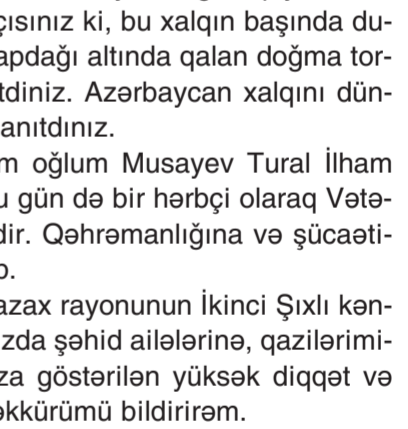 çısınız ki, bu xalqın başında du-
apdağı altında qalan doğma tor-
tdiniz. Azərbaycan xalqını dün-
anıtdınız.
m oğlum Musayev Tural İlham
u gün də bir hərbçi olaraq Vətə-
dir. Qəhrəmanlığına və şücaəti-
b.
azax rayonunun İkinci Şıxlı kən-
zda şəhid ailələrinə, qazilərimi-
za göstərilən yüksək diqqət və
əkkürümü bildirirəm.